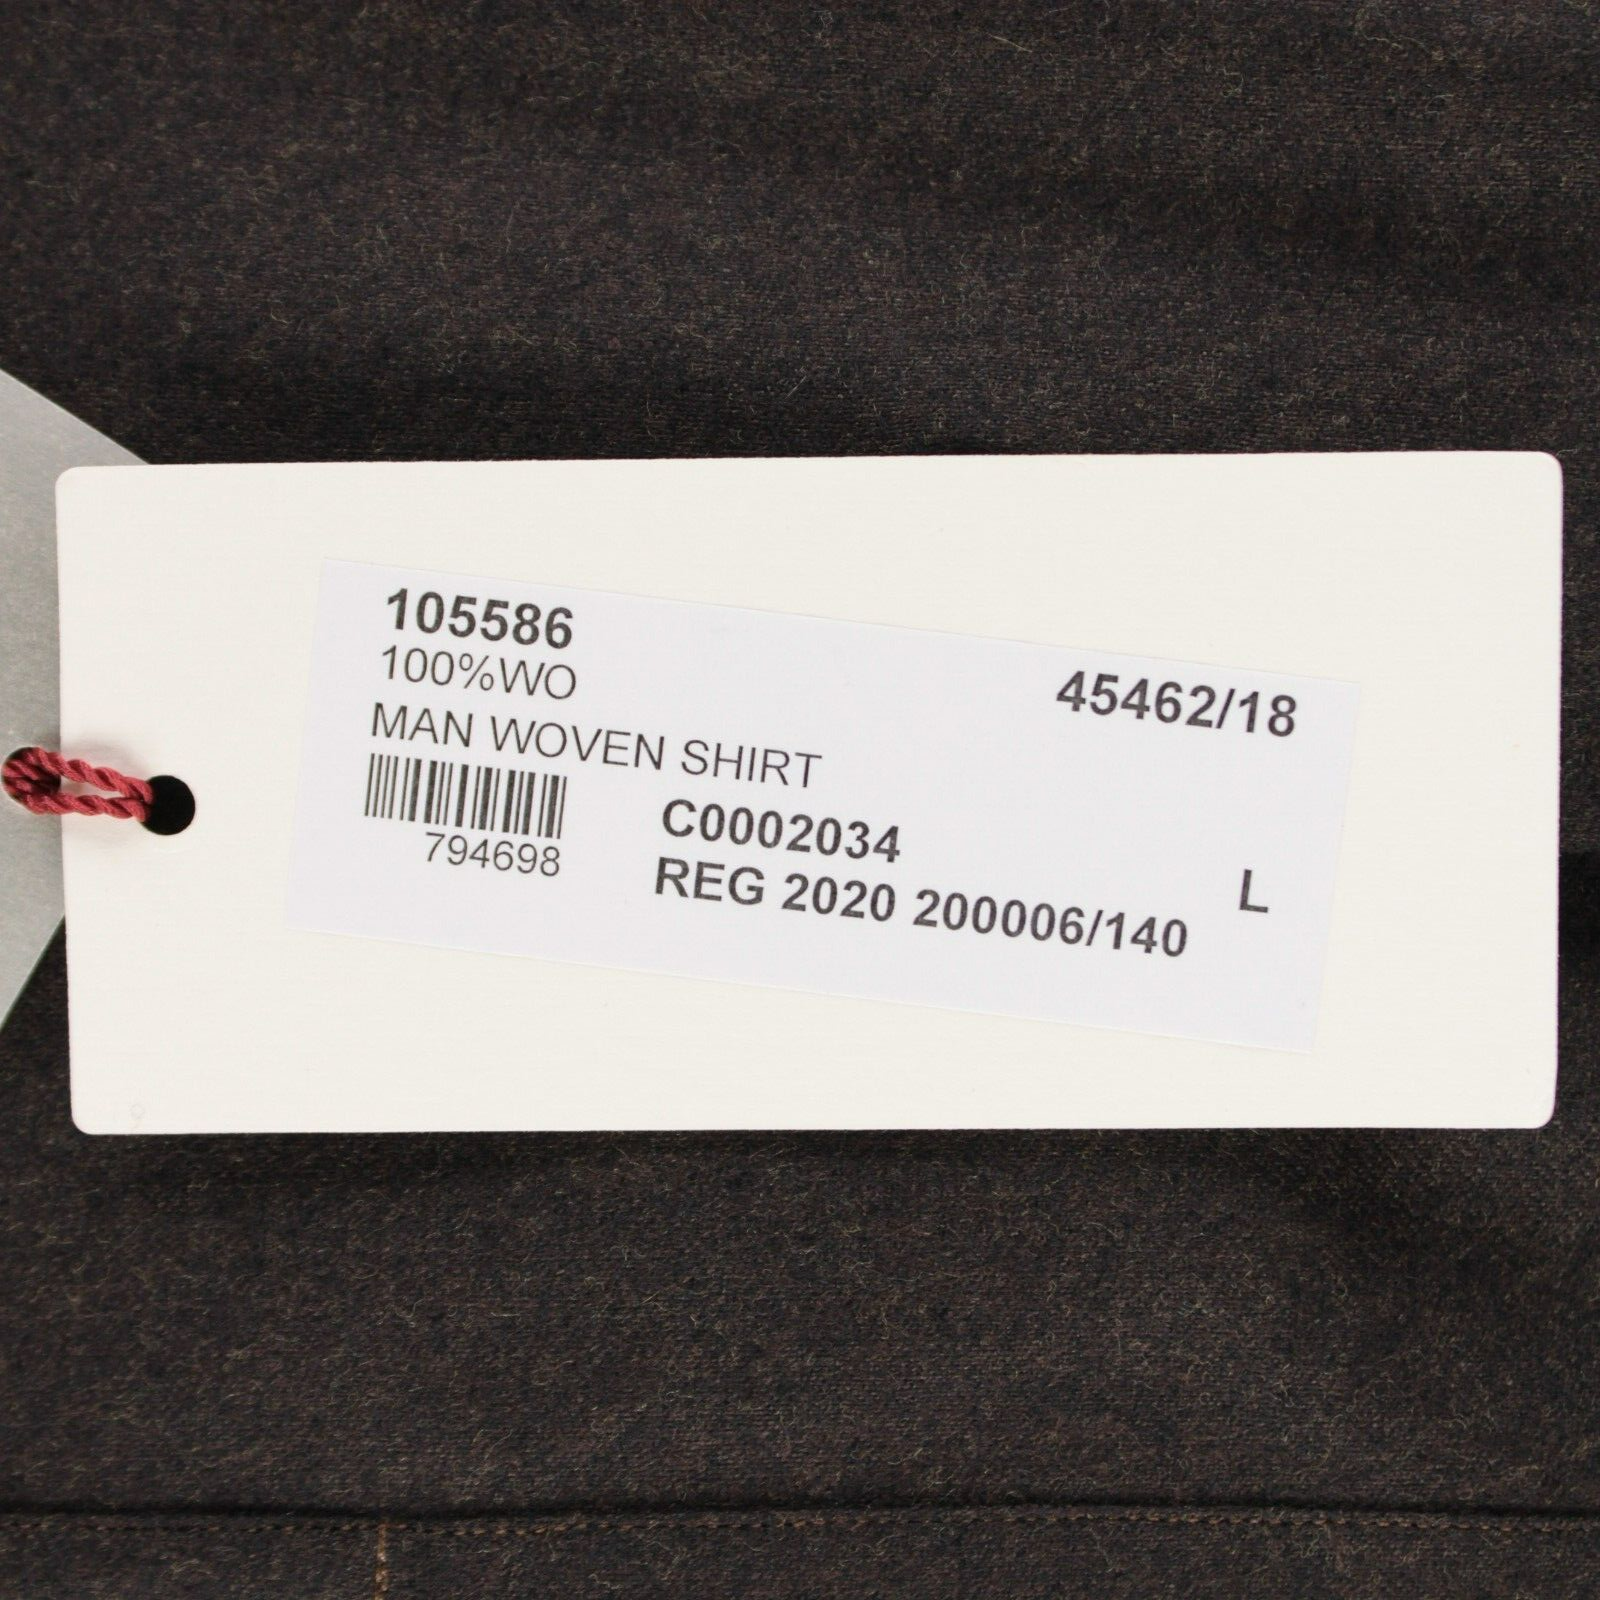 105586
100%WO
45462/18
MAN WOVEN SHIRT
794698
C0002034
REG 2020 200006/140
L